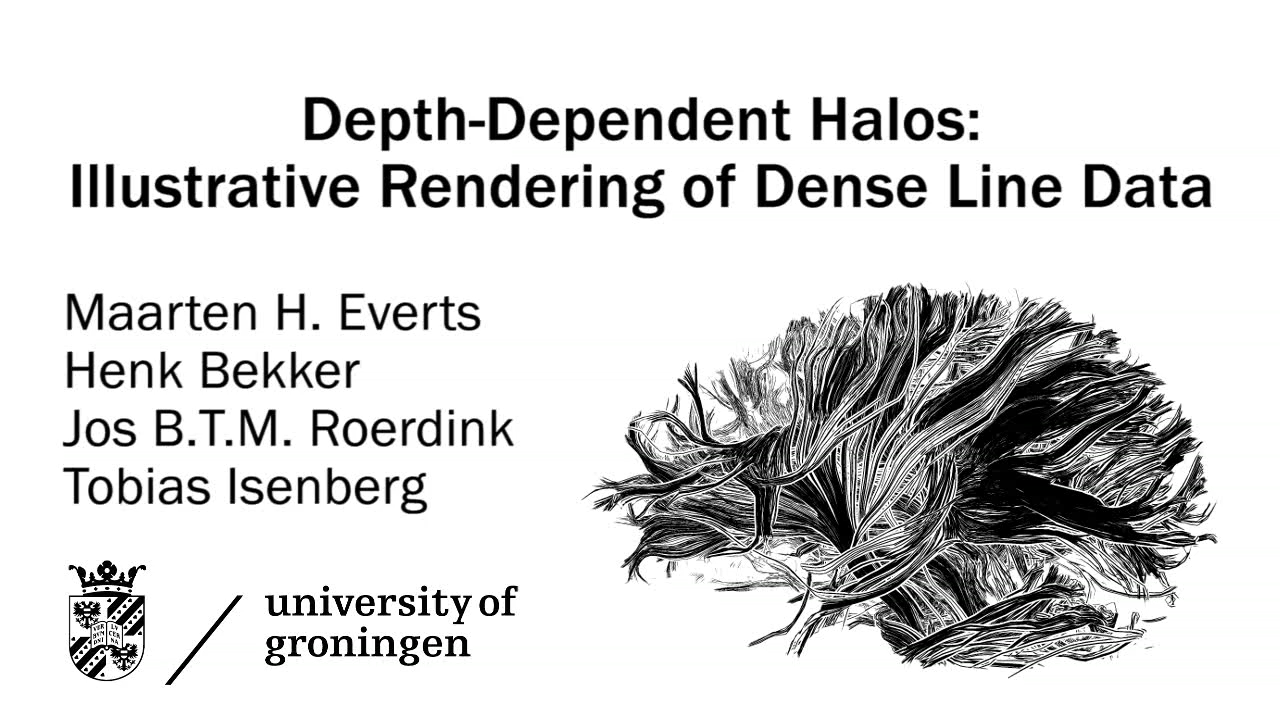 Depth-Dependent Halos:
Illustrative Rendering of Dense Line Data
Maarten H. Everts
Henk Bekker
Jos B.T.M. Roerdink
Tobias Isenberg
university of
groningen